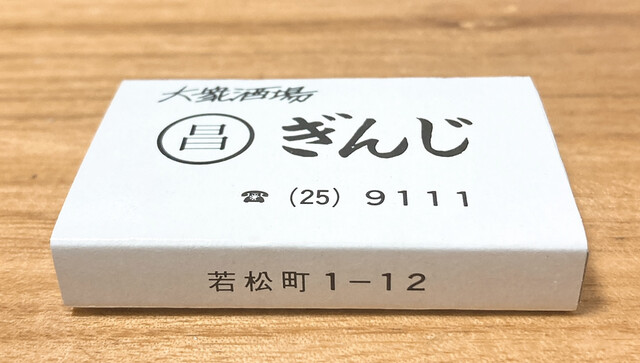 大衆酒場
昌 ぎんじ
☎ (25) 9111
若松町1-12